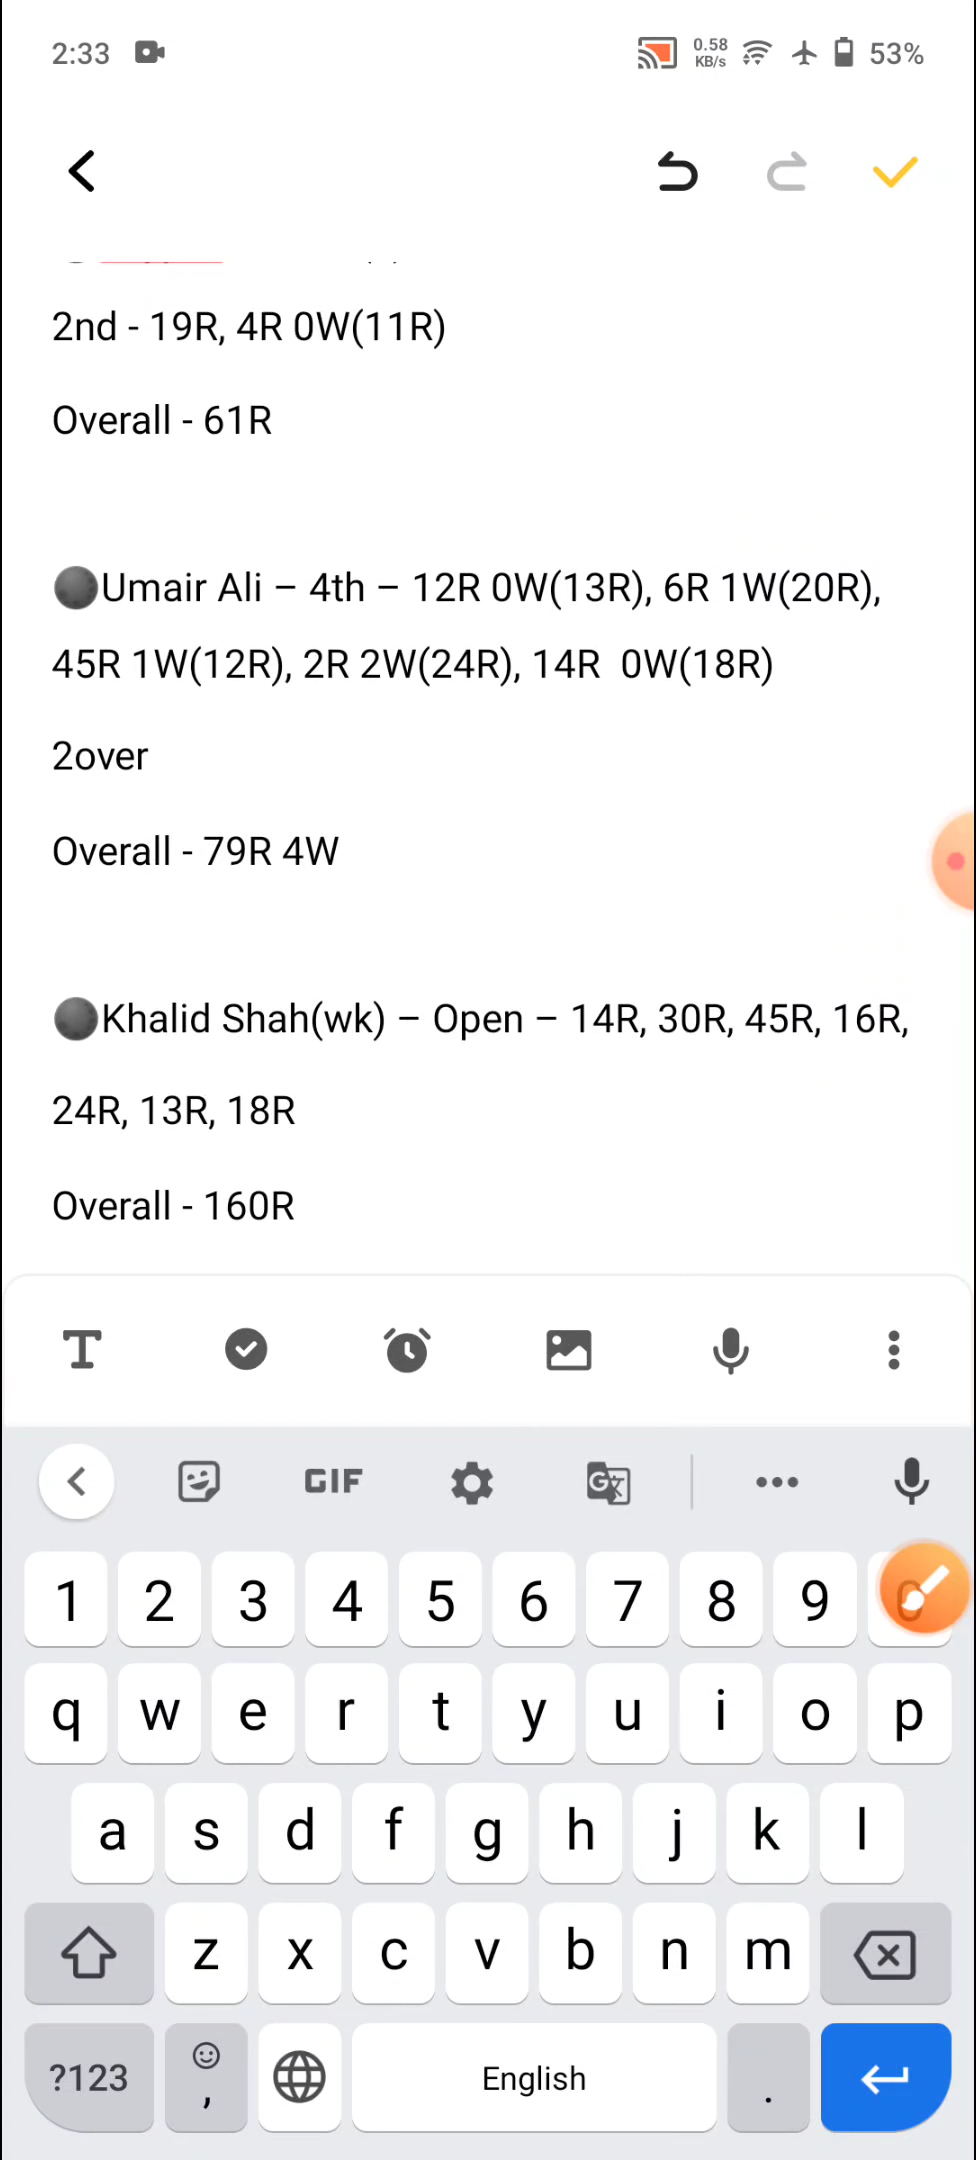 2:33 0.58 KB/s 53%
2nd - 19R, 4R 0W(11R)
Overall - 61R
Umair Ali – 4th – 12R 0W(13R), 6R 1W(20R),
45R 1W(12R), 2R 2W(24R), 14R  0W(18R)
2over
Overall - 79R 4W
Khalid Shah(wk) – Open – 14R, 30R, 45R, 16R,
24R, 13R, 18R
Overall - 160R
T
GIF G
1 2 3 4 5 6 7 8 9 0
q w e r t y u i o p
a s d f g h j k l
z x c v b n m
?123 , English .